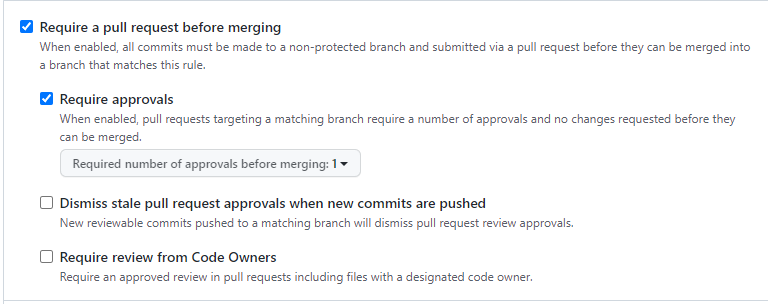 Require a pull request before merging
When enabled, all commits must be made to a non-protected branch and submitted via a pull request before they can be merged into
a branch that matches this rule.
Require approvals
When enabled, pull requests targeting a matching branch require a number of approvals and no changes requested before they
can be merged.
Required number of approvals before merging: 1
Dismiss stale pull request approvals when new commits are pushed
New reviewable commits pushed to a matching branch will dismiss pull request review approvals.
Require review from Code Owners
Require an approved review in pull requests including files with a designated code owner.